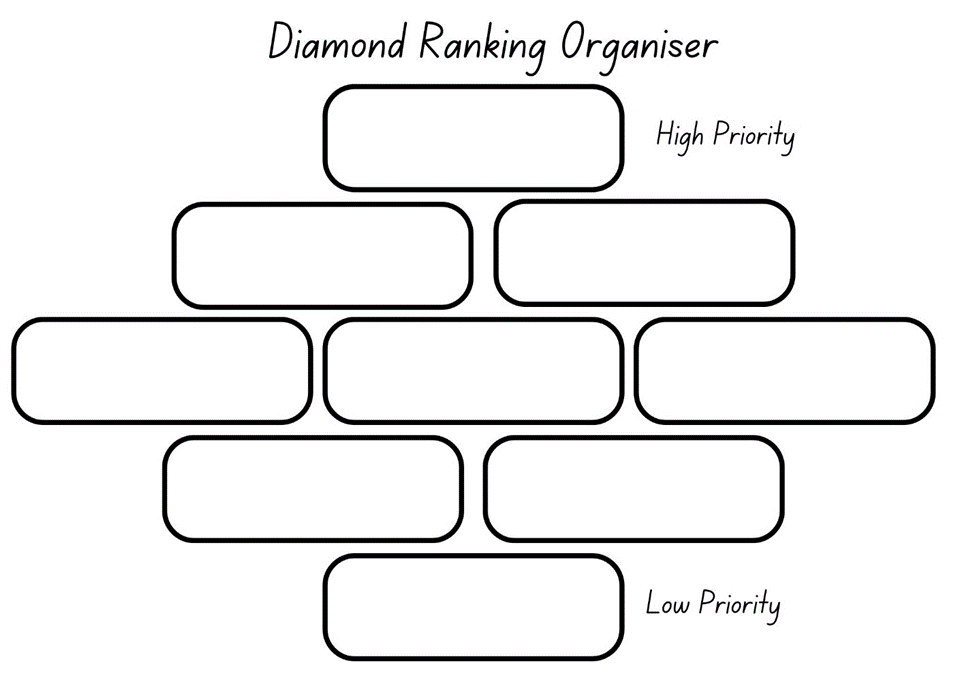 Diamond Ranking Organiser
High Priority
Low Priority